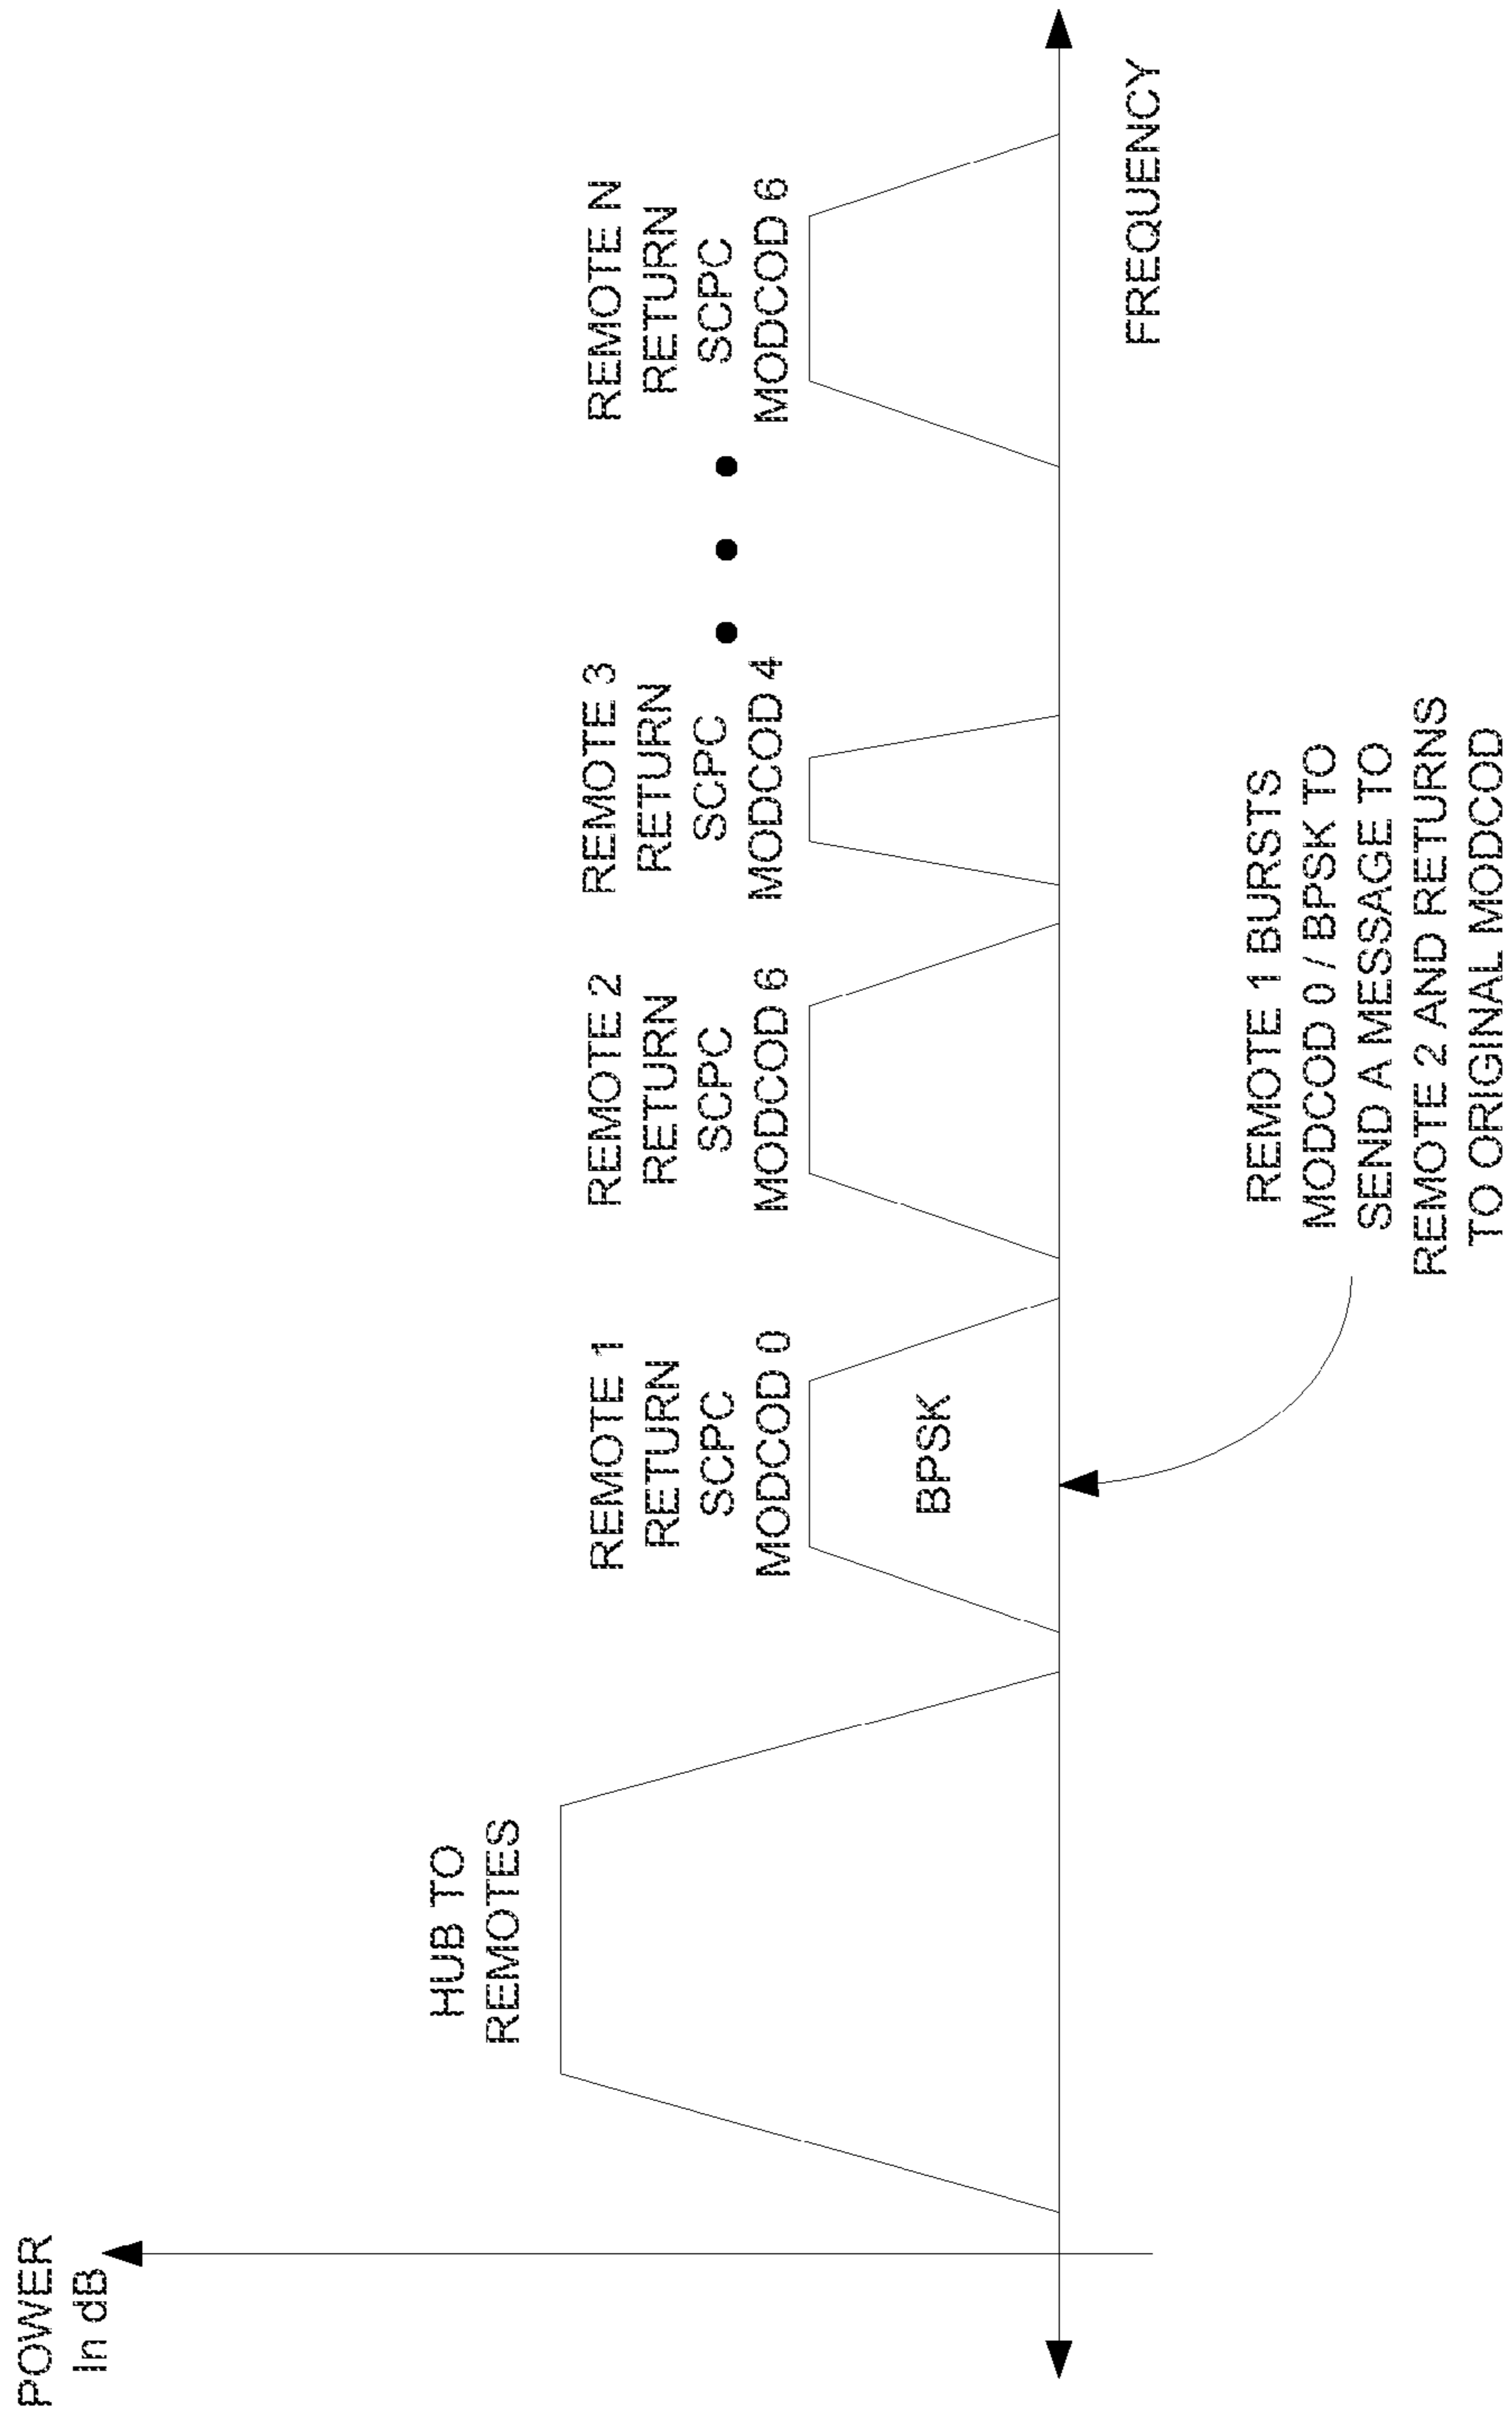 POWER
In dB
HUB TO
REMOTES
REMOTE 1
RETURN
SCPC
MODCOD 0
BPSK
REMOTE 2
RETURN
SCPC
MODCOD 6
REMOTE 3
RETURN
SCPC
MODCOD 4
REMOTE N
RETURN
SCPC
MODCOD 6
FREQUENCY
REMOTE 1 BURSTS
MODCOD 0 / BPSK TO
SEND A MESSAGE TO
REMOTE 2 AND RETURNS
TO ORIGINAL MODCOD